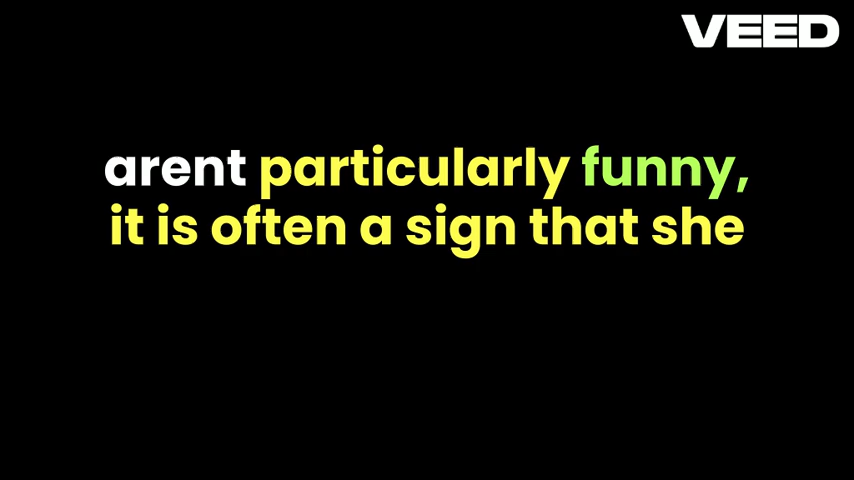 VEED
arent particularly funny,
it is often a sign that she